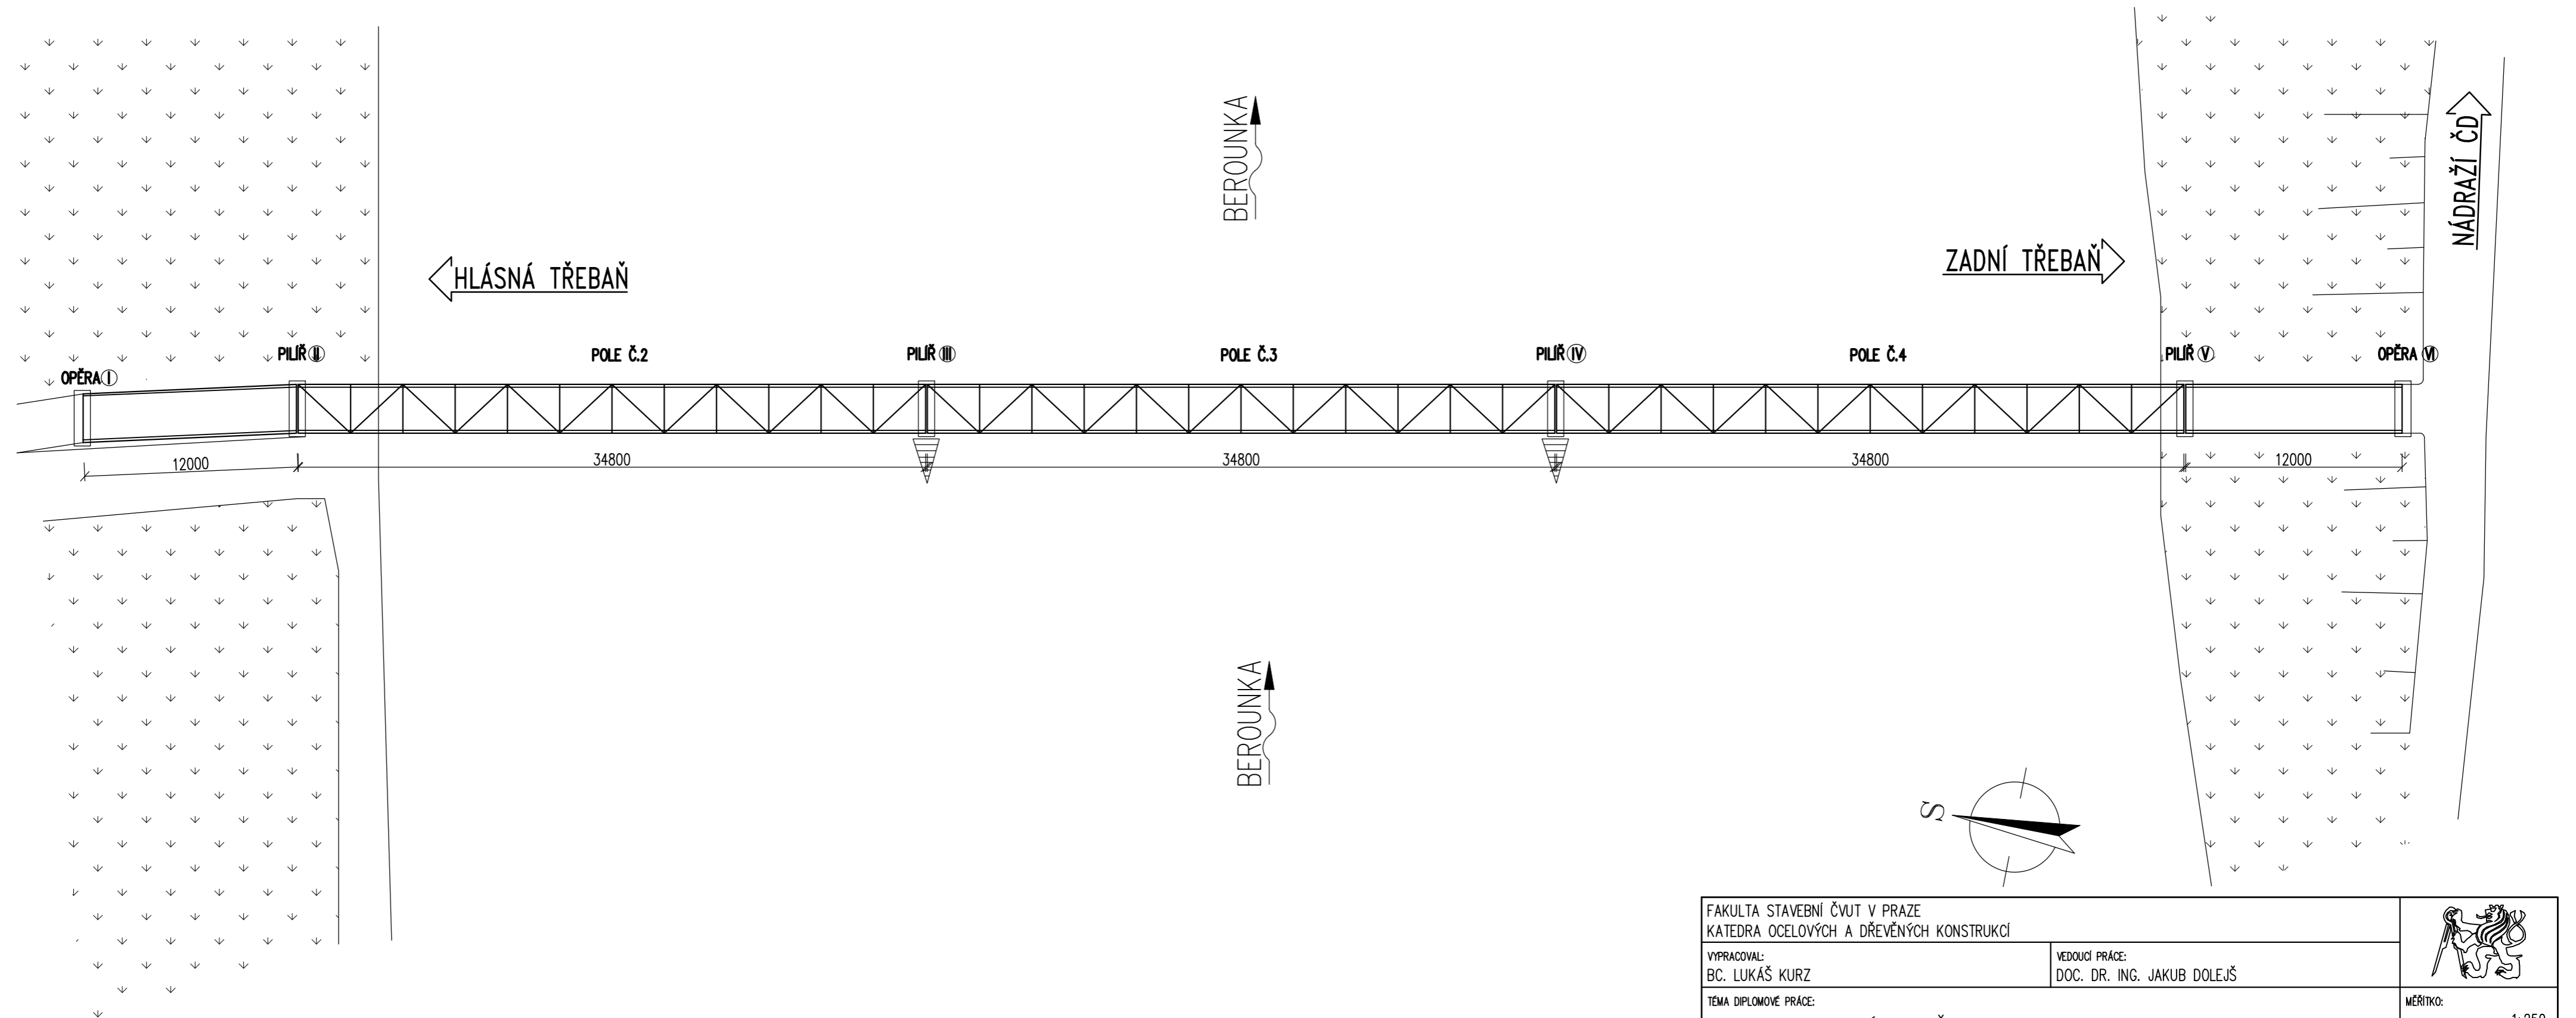 BEROUNKA
NÁDRAŽÍ ČD
HLÁSNÁ TŘEBAŇ
ZADNÍ TŘEBAŇ
OPĚRA I
PILÍŘ II
POLE Č.2
PILÍŘ III
POLE Č.3
PILÍŘ IV
POLE Č.4
PILÍŘ V
OPĚRA VI
12000
34800
34800
34800
12000
BEROUNKA
S
FAKULTA STAVEBNÍ ČVUT V PRAZE
KATEDRA OCELOVÝCH A DŘEVĚNÝCH KONSTRUKCÍ
VYPRACOVAL:
BC. LUKÁŠ KURZ
VEDOUCÍ PRÁCE:
DOC. DR. ING. JAKUB DOLEJŠ
TÉMA DIPLOMOVÉ PRÁCE:
MĚŘÍTKO:
1:250